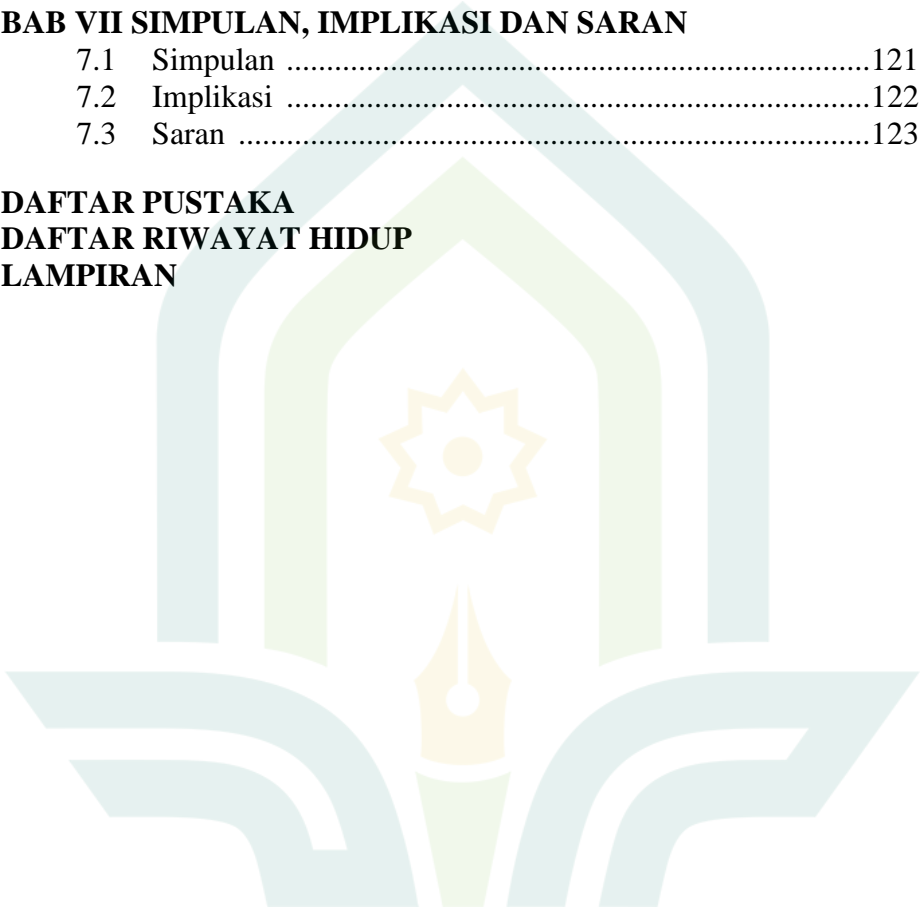 BAB VII SIMPULAN, IMPLIKASI DAN SARAN
7.1 Simpulan .........................................................................121
7.2 Implikasi .........................................................................122
7.3 Saran ...............................................................................123
DAFTAR PUSTAKA
DAFTAR RIWAYAT HIDUP
LAMPIRAN